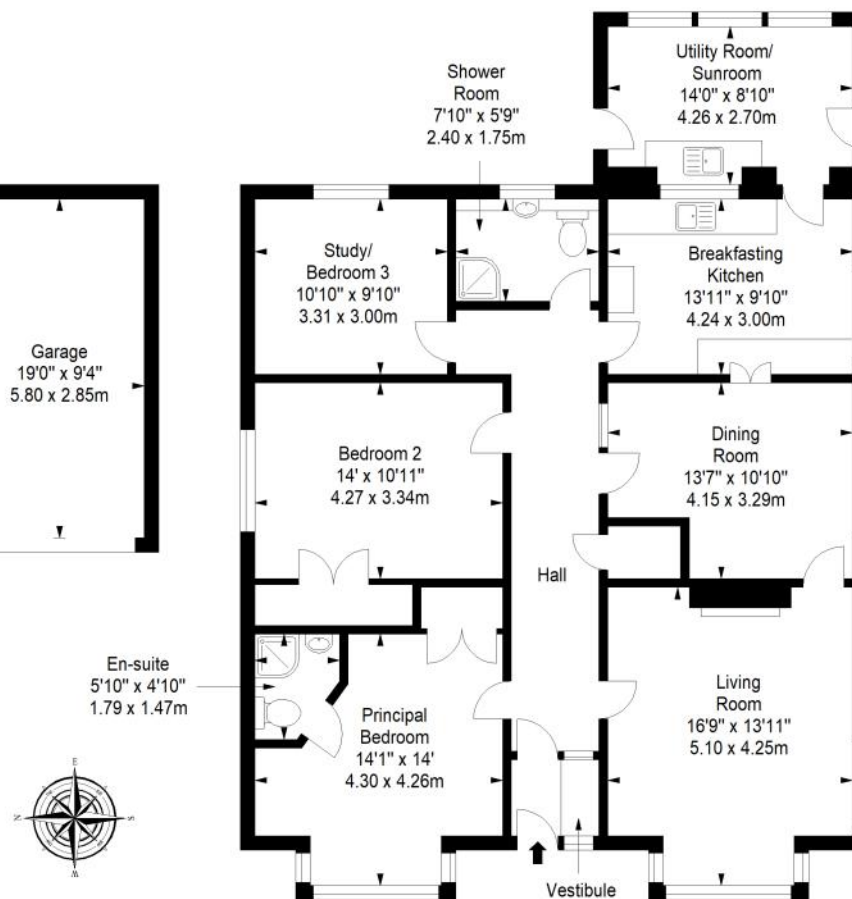 Utility Room/
Sunroom
14'0" x 8'10"
4.26 x 2.70m
Shower
Room
7'10" x 5'9"
2.40 x 1.75m
Study/
Bedroom 3
10'10" x 9'10"
3.31 x 3.00m
Breakfasting
Kitchen
13'11" x 9'10"
4.24 x 3.00m
Garage
19'0" x 9'4"
5.80 x 2.85m
Bedroom 2
14' x 10'11"
4.27 x 3.34m
Dining
Room
13'7" x 10'10"
4.15 x 3.29m
Hall
En-suite
5'10" x 4'10"
1.79 x 1.47m
Principal
Bedroom
14'1" x 14'
4.30 x 4.26m
Living
Room
16'9" x 13'11"
5.10 x 4.25m
E
N
S
W
Vestibule